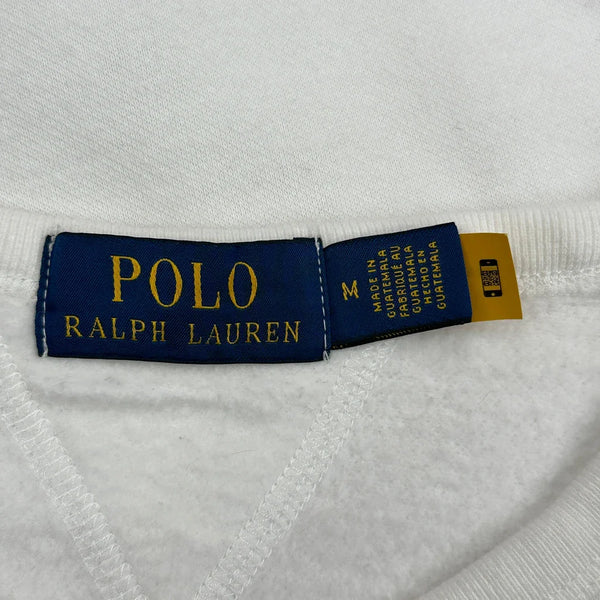 POLO
RALPH LAUREN
M
MADE IN
GUATEMALA
FABRIQUÉ AU
GUATEMALA
HECHO EN
GUATEMALA